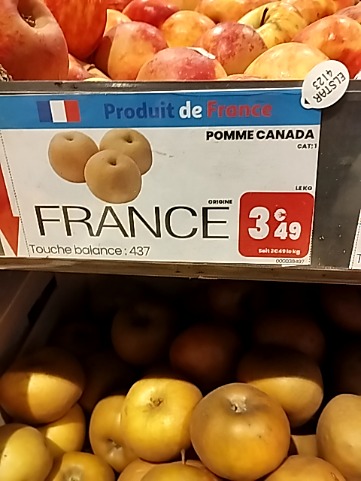 ELSTAR
4123
Produit de France
POMME CANADA
CAT: 1
LE KG
ORIGINE
FRANCE
3€49
Soit 3€49 le kg
Touche balance : 437